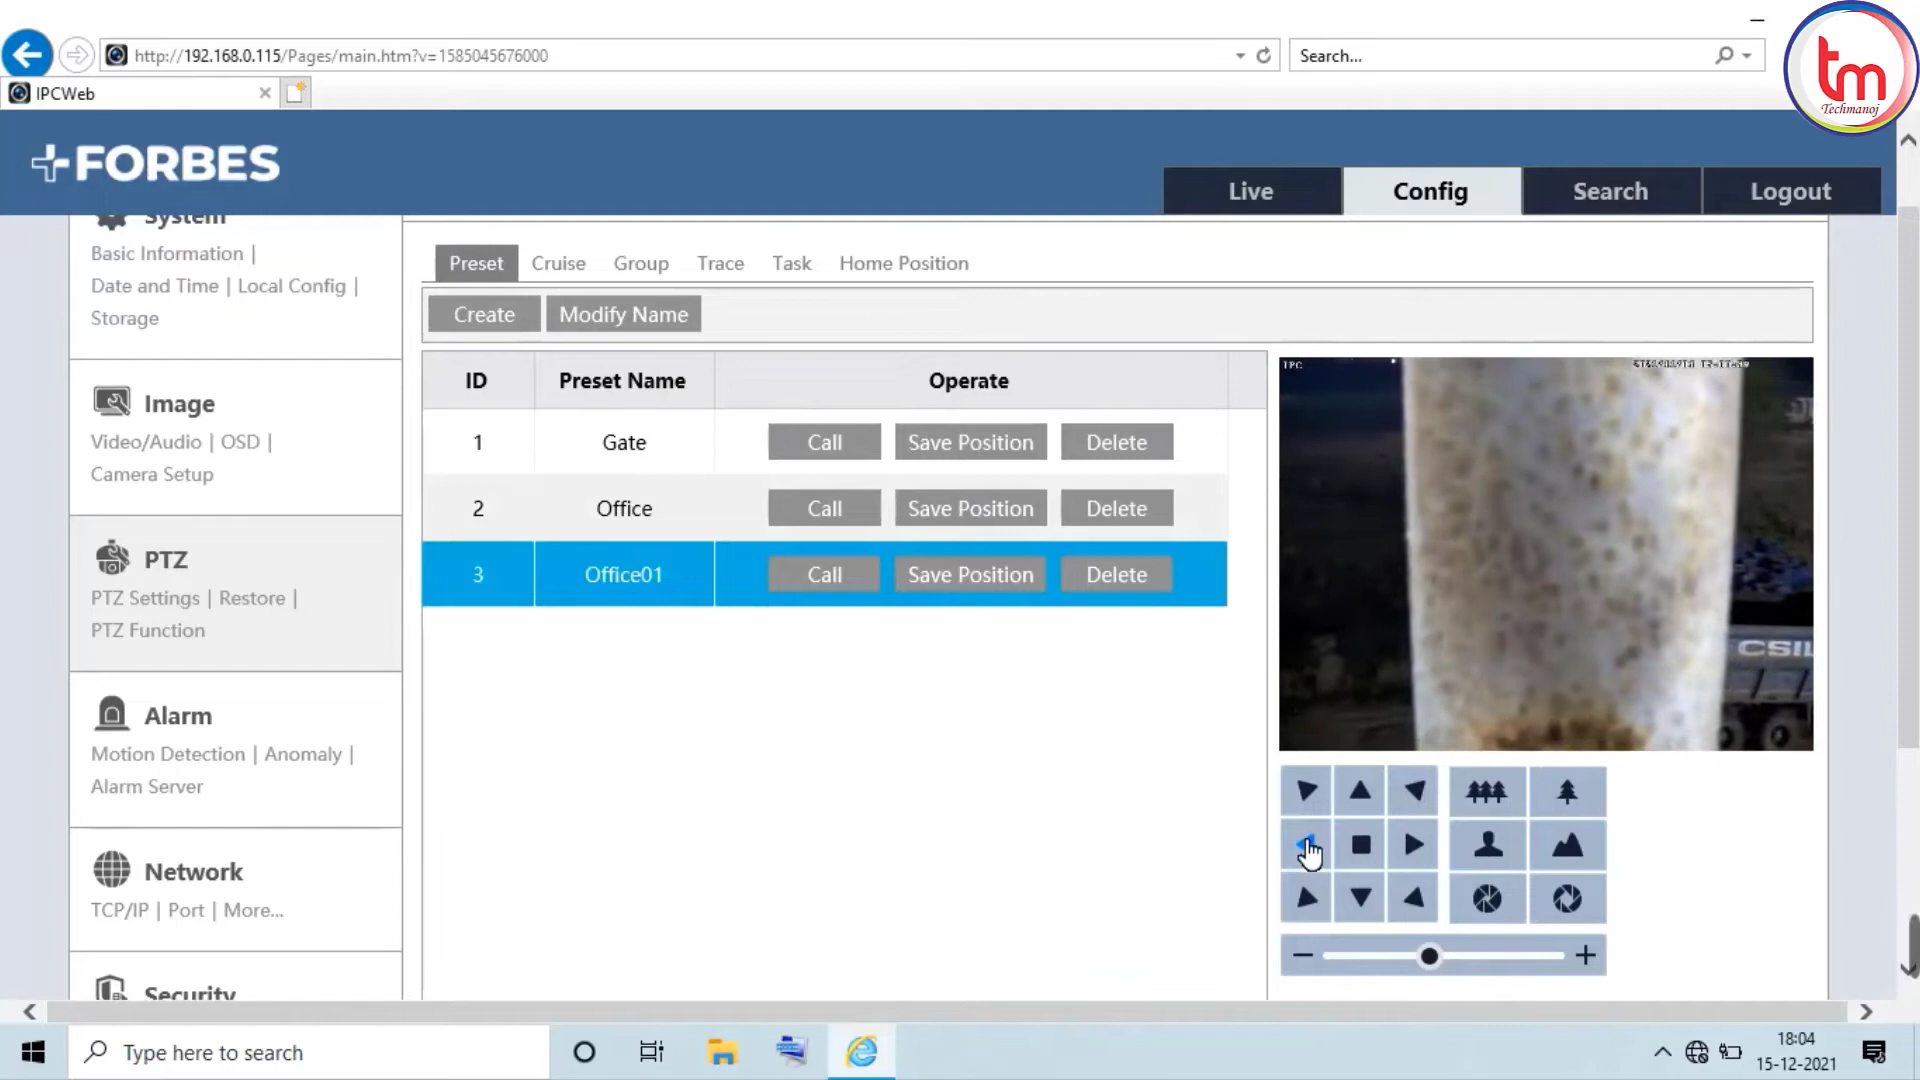 http://192.168.0.115/Pages/main.htm?v=1585045676000
Search...
IPCWeb
tm
Techmanoj
FORBES
Live
Config
Search
Logout
System
Basic Information |
Date and Time | Local Config |
Storage
Image
Video/Audio | OSD |
Camera Setup
PTZ
PTZ Settings | Restore |
PTZ Function
Alarm
Motion Detection | Anomaly |
Alarm Server
Network
TCP/IP | Port | More...
Security
Preset Cruise Group Trace Task Home Position
Create Modify Name
ID Preset Name Operate
1 Gate Call Save Position Delete
2 Office Call Save Position Delete
3 Office01 Call Save Position Delete
IPC
CSIL
Type here to search
18:04
15-12-2021